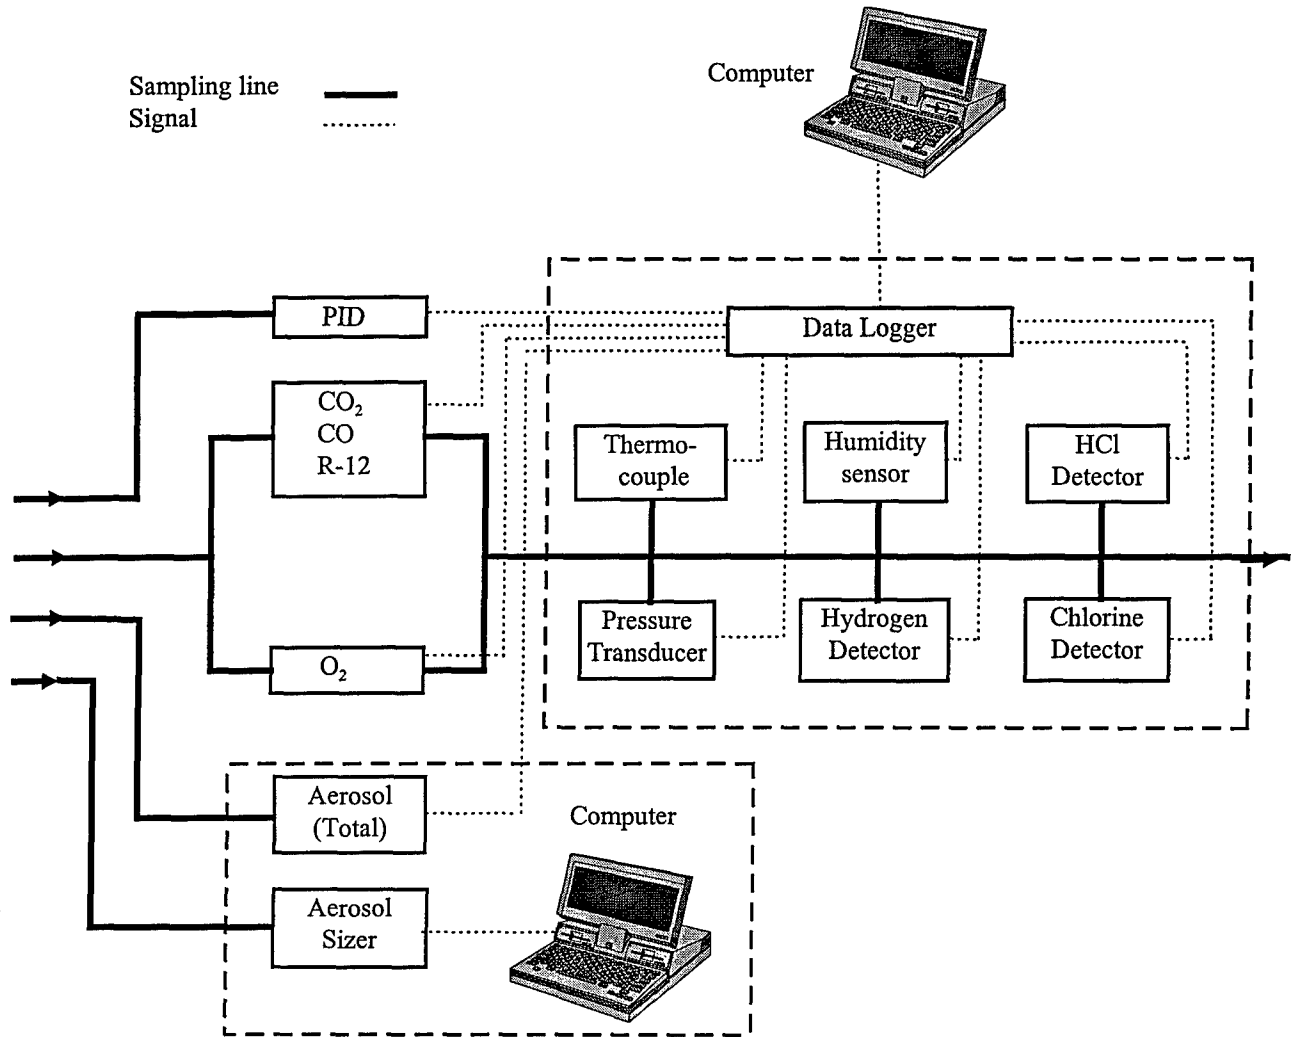 Computer
Sampling line
Signal
PID
Data Logger
CO₂
CO
R-12
Thermo-
couple
Humidity
sensor
HCl
Detector
Pressure
Transducer
Hydrogen
Detector
Chlorine
Detector
O₂
Aerosol
(Total)
Computer
Aerosol
Sizer